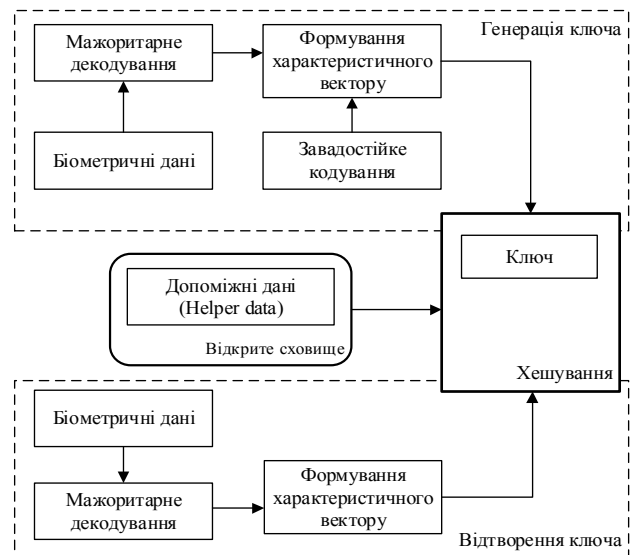 Мажоритарне
декодування
Формування
характеристичного
вектору
Генерація ключа
Біометричні дані
Завадостійке
кодування
Ключ
Допоміжні дані
(Helper data)
Відкрите сховище
Хешування
Біометричні дані
Мажоритарне
декодування
Формування
характеристичного
вектору
Відтворення ключа